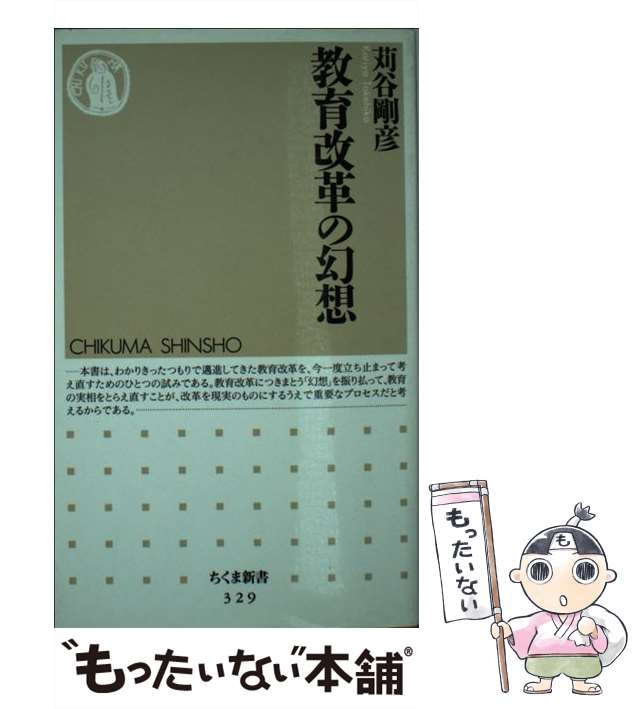 苅谷剛彦
教育改革の幻想
CHIKUMA SHINSHO
──本書は、わかりきったつもりで邁進してきた教育改革を、今一度立ち止まって考
え直すためのひとつの試みである。教育改革につきまとう「幻想」を振り払って、教育
の実相をとらえ直すことが、改革を現実のものにするうえで重要なプロセスだと考
えるからである。
ちくま新書
329
もったいない
も
“もったいない”本舗®